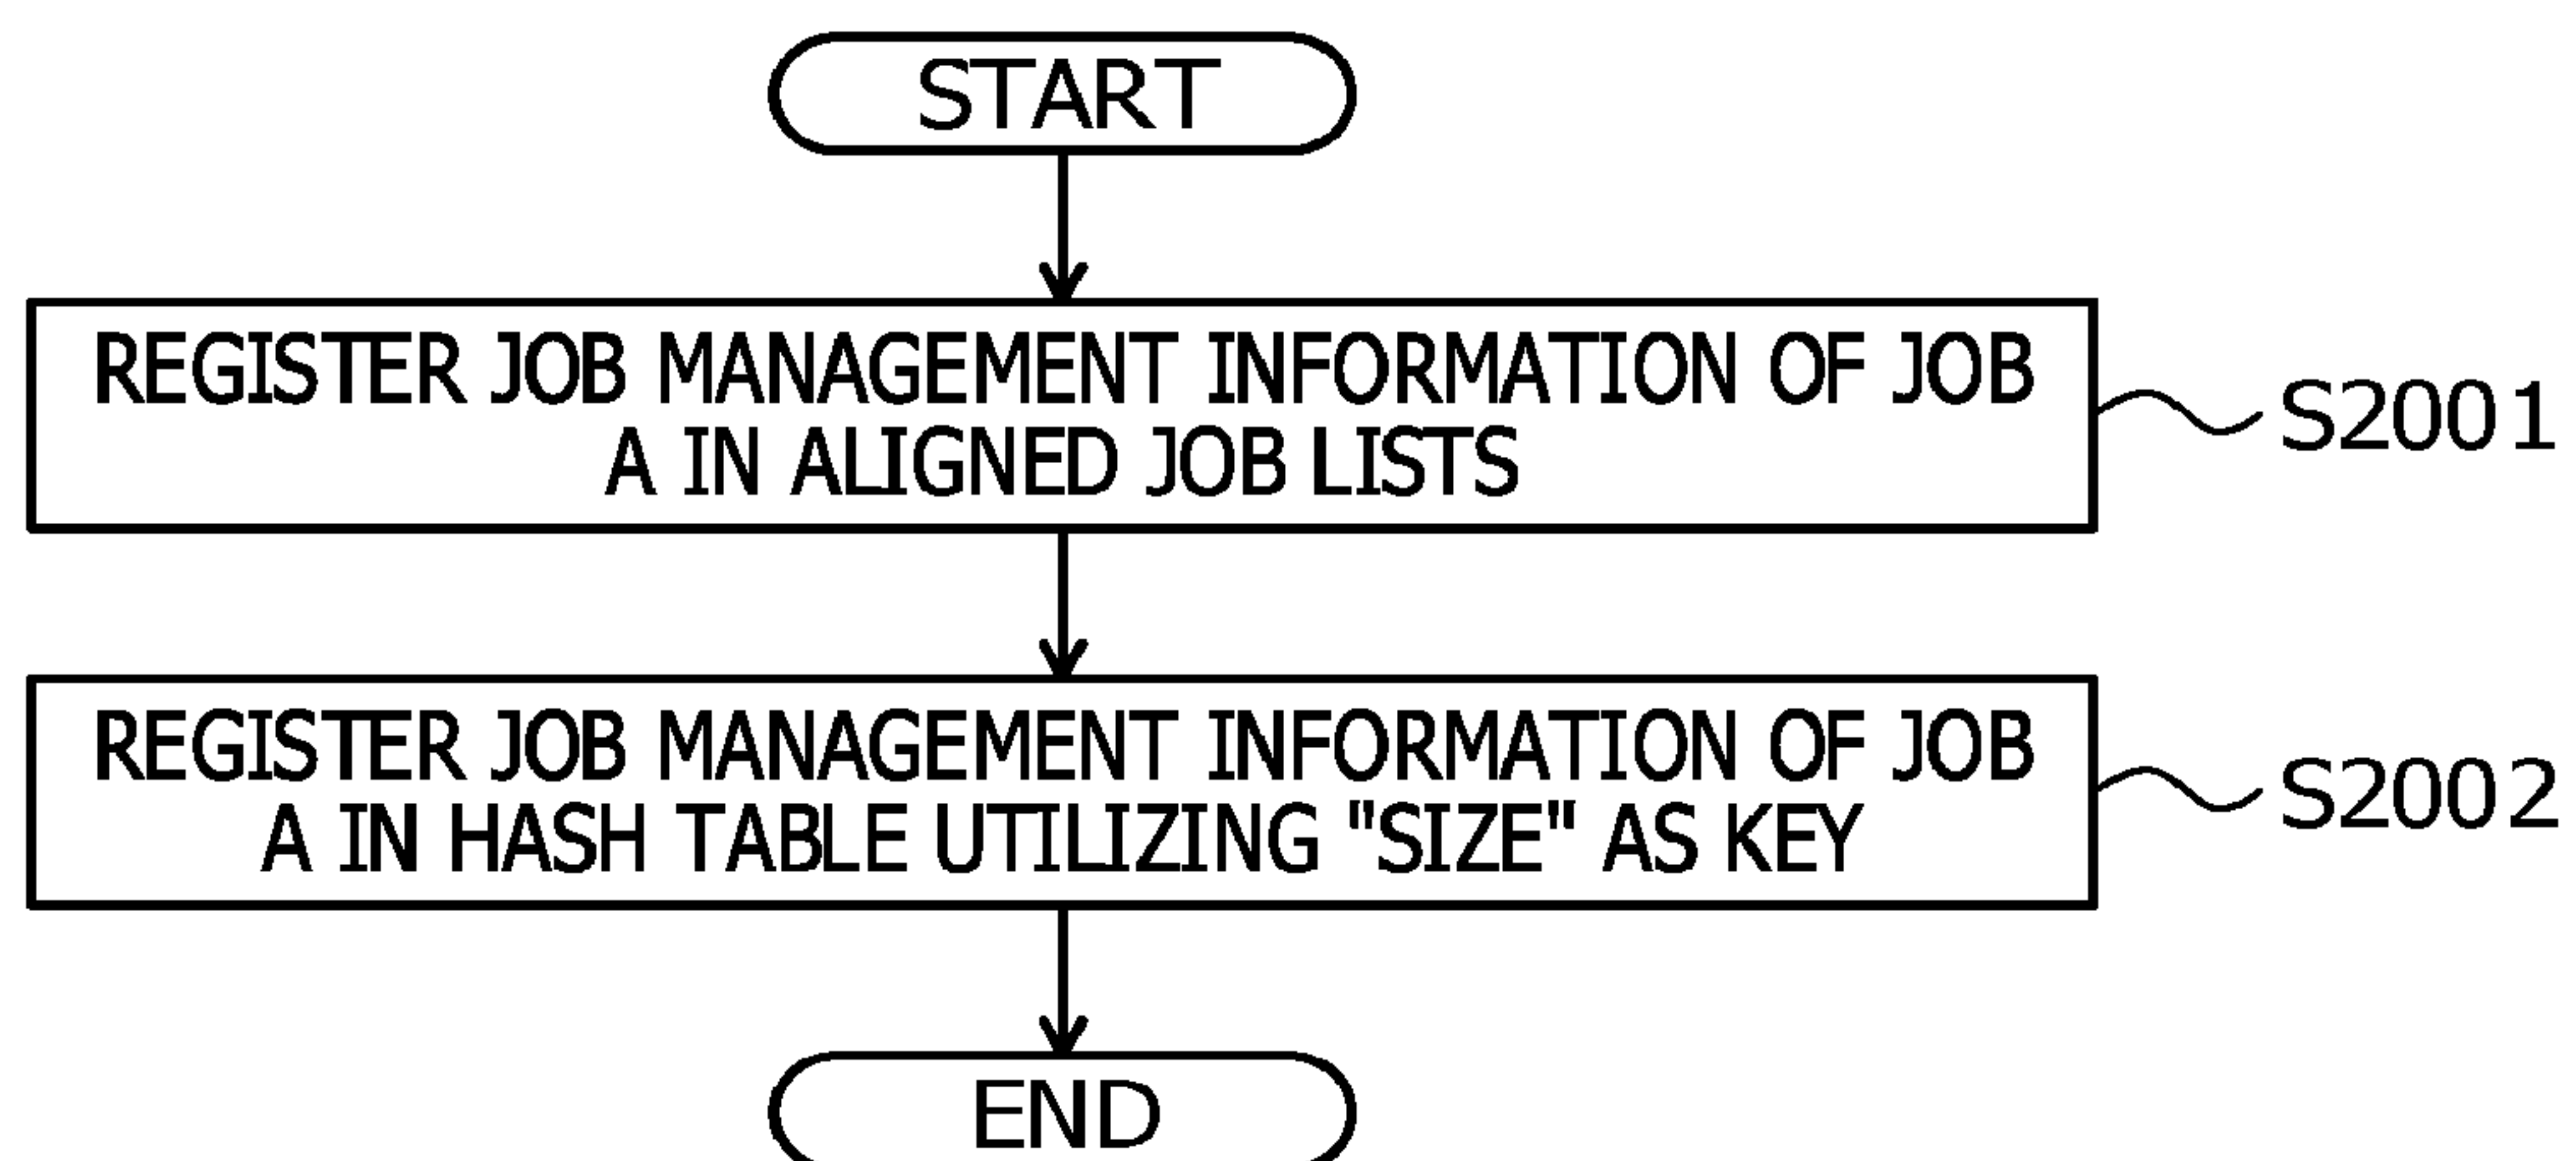 START
REGISTER JOB MANAGEMENT INFORMATION OF JOB
A IN ALIGNED JOB LISTS
S2001
REGISTER JOB MANAGEMENT INFORMATION OF JOB
A IN HASH TABLE UTILIZING "SIZE" AS KEY
S2002
END